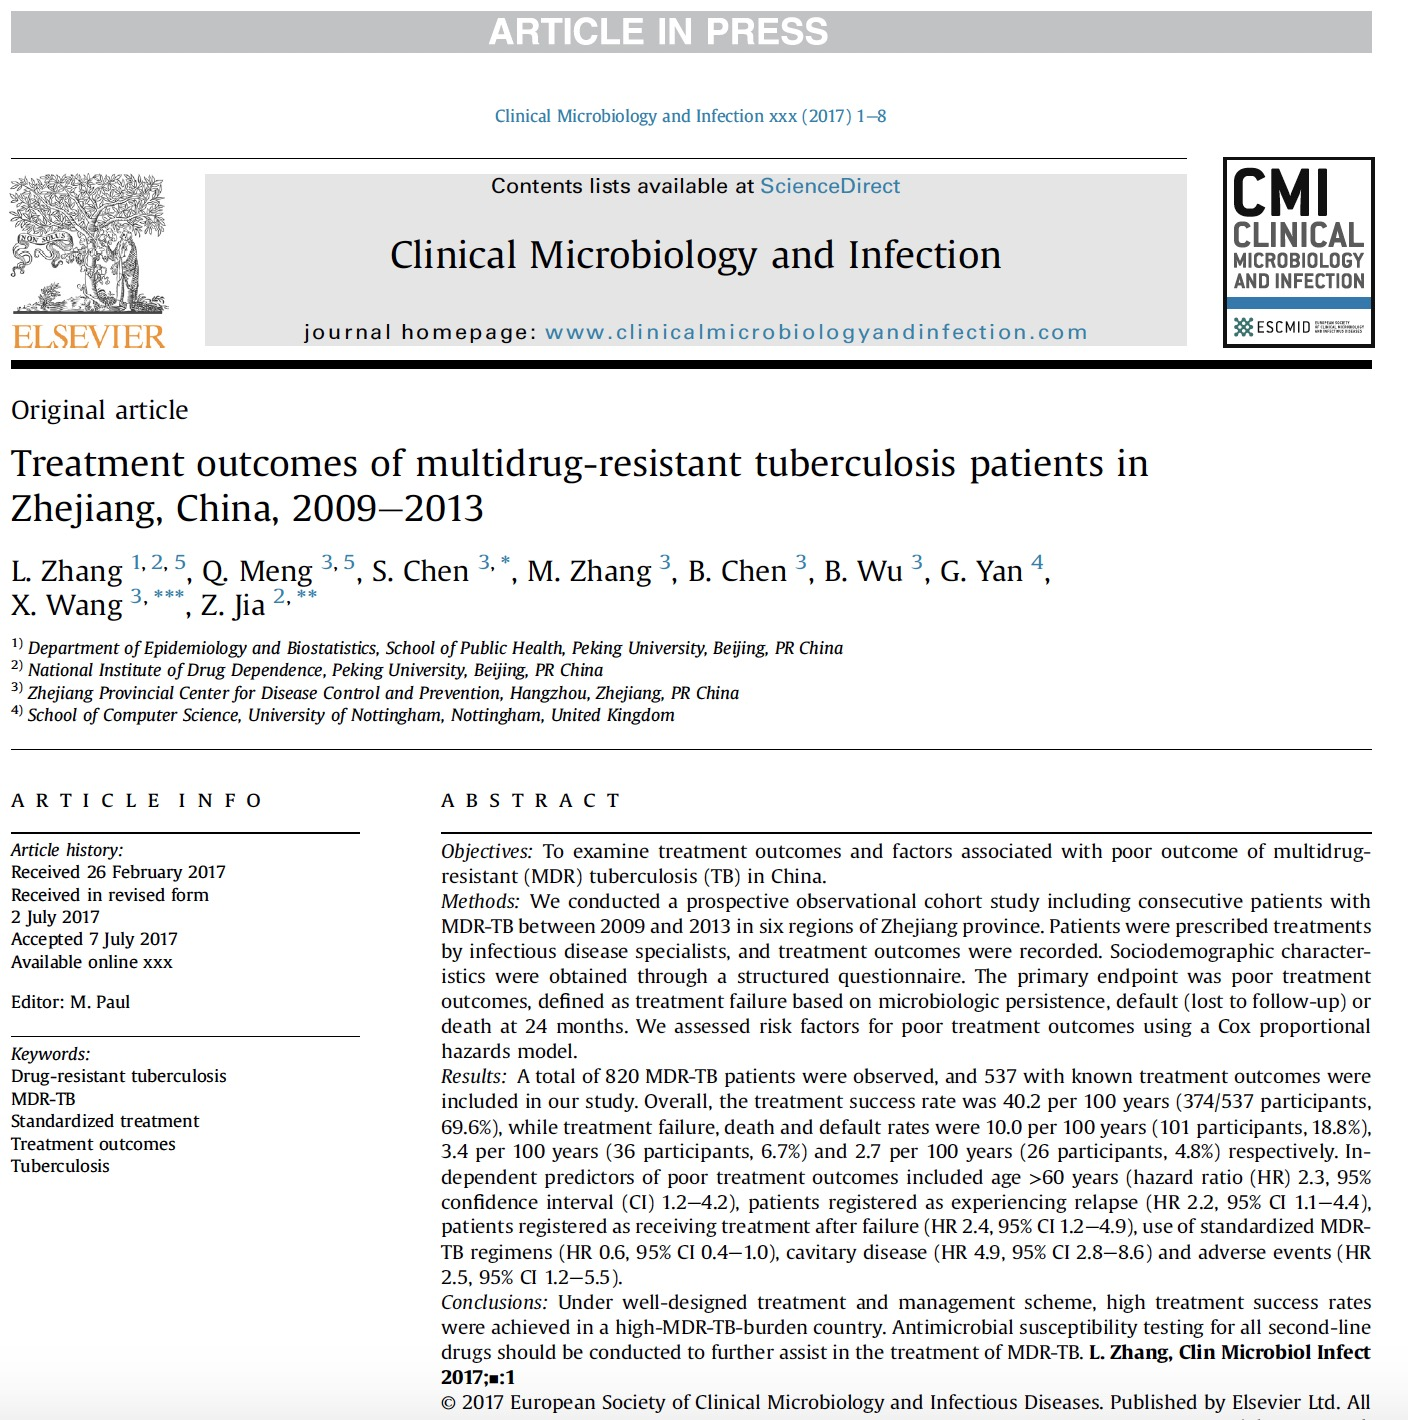 ARTICLE IN PRESS
Clinical Microbiology and Infection xxx (2017) 1–8
Contents lists available at ScienceDirect
Clinical Microbiology and Infection
journal homepage: www.clinicalmicrobiologyandinfection.com
NON SOLUS
ELSEVIER
CMI
CLINICAL
MICROBIOLOGY
AND INFECTION
ESCMID EUROPEAN SOCIETY
OF CLINICAL MICROBIOLOGY
AND INFECTIOUS DISEASES
Original article
Treatment outcomes of multidrug-resistant tuberculosis patients in
Zhejiang, China, 2009–2013
L. Zhang 1, 2, 5, Q. Meng 3, 5, S. Chen 3, *, M. Zhang 3, B. Chen 3, B. Wu 3, G. Yan 4,
X. Wang 3, ***, Z. Jia 2, **
1) Department of Epidemiology and Biostatistics, School of Public Health, Peking University, Beijing, PR China
2) National Institute of Drug Dependence, Peking University, Beijing, PR China
3) Zhejiang Provincial Center for Disease Control and Prevention, Hangzhou, Zhejiang, PR China
4) School of Computer Science, University of Nottingham, Nottingham, United Kingdom
ARTICLE INFO
Article history:
Received 26 February 2017
Received in revised form
2 July 2017
Accepted 7 July 2017
Available online xxx
Editor: M. Paul
Keywords:
Drug-resistant tuberculosis
MDR-TB
Standardized treatment
Treatment outcomes
Tuberculosis
ABSTRACT
Objectives: To examine treatment outcomes and factors associated with poor outcome of multidrug-
resistant (MDR) tuberculosis (TB) in China.
Methods: We conducted a prospective observational cohort study including consecutive patients with
MDR-TB between 2009 and 2013 in six regions of Zhejiang province. Patients were prescribed treatments
by infectious disease specialists, and treatment outcomes were recorded. Sociodemographic character-
istics were obtained through a structured questionnaire. The primary endpoint was poor treatment
outcomes, defined as treatment failure based on microbiologic persistence, default (lost to follow-up) or
death at 24 months. We assessed risk factors for poor treatment outcomes using a Cox proportional
hazards model.
Results: A total of 820 MDR-TB patients were observed, and 537 with known treatment outcomes were
included in our study. Overall, the treatment success rate was 40.2 per 100 years (374/537 participants,
69.6%), while treatment failure, death and default rates were 10.0 per 100 years (101 participants, 18.8%),
3.4 per 100 years (36 participants, 6.7%) and 2.7 per 100 years (26 participants, 4.8%) respectively. In-
dependent predictors of poor treatment outcomes included age >60 years (hazard ratio (HR) 2.3, 95%
confidence interval (CI) 1.2–4.2), patients registered as experiencing relapse (HR 2.2, 95% CI 1.1–4.4),
patients registered as receiving treatment after failure (HR 2.4, 95% CI 1.2–4.9), use of standardized MDR-
TB regimens (HR 0.6, 95% CI 0.4–1.0), cavitary disease (HR 4.9, 95% CI 2.8–8.6) and adverse events (HR
2.5, 95% CI 1.2–5.5).
Conclusions: Under well-designed treatment and management scheme, high treatment success rates
were achieved in a high-MDR-TB-burden country. Antimicrobial susceptibility testing for all second-line
drugs should be conducted to further assist in the treatment of MDR-TB. L. Zhang, Clin Microbiol Infect
2017;■:1
© 2017 European Society of Clinical Microbiology and Infectious Diseases. Published by Elsevier Ltd. All